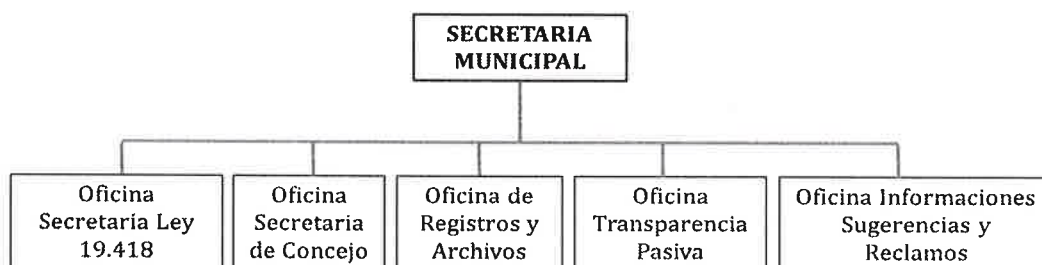 SECRETARIA
MUNICIPAL
Oficina
Secretaría Ley
19.418
Oficina
Secretaria
de Concejo
Oficina de
Registros y
Archivos
Oficina
Transparencia
Pasiva
Oficina Informaciones
Sugerencias y
Reclamos